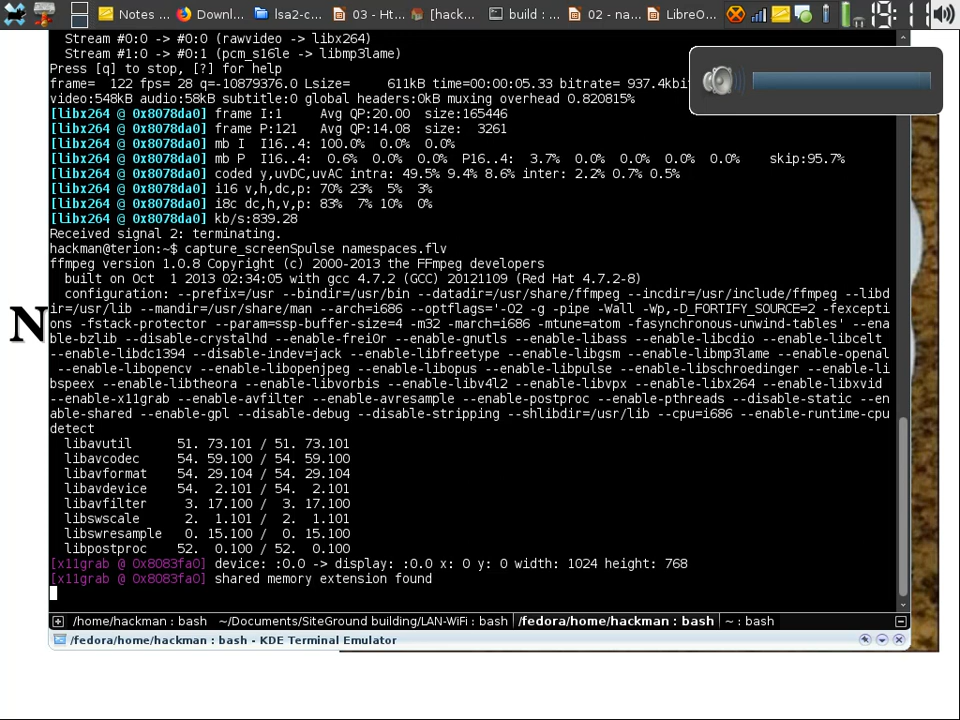 Notes ...
Downl...
lsa2-c...
03 - Ht...
[hack...
build : ...
02 - na...
LibreO...
19:11
Stream #0:0 -> #0:0 (rawvideo -> libx264)
Stream #1:0 -> #0:1 (pcm_s16le -> libmp3lame)
Press [q] to stop, [?] for help
frame=  122 fps= 28 q=-10879376.0 Lsize=     611kB time=00:00:05.33 bitrate= 937.4kbi
video:548kB audio:58kB subtitle:0 global headers:0kB muxing overhead 0.820815%
[libx264 @ 0x8078da0] frame I:1     Avg QP:20.00  size:165446
[libx264 @ 0x8078da0] frame P:121   Avg QP:14.08  size:  3261
[libx264 @ 0x8078da0] mb I  I16..4: 100.0%  0.0%  0.0%
[libx264 @ 0x8078da0] mb P  I16..4:  0.6%  0.0%  0.0%  P16..4:  3.7%  0.0%  0.0%  0.0%  0.0%    skip:95.7%
[libx264 @ 0x8078da0] coded y,uvDC,uvAC intra: 49.5% 9.4% 8.6% inter: 2.2% 0.7% 0.5%
[libx264 @ 0x8078da0] i16 v,h,dc,p: 70% 23%  5%  3%
[libx264 @ 0x8078da0] i8c dc,h,v,p: 83%  7% 10%  0%
[libx264 @ 0x8078da0] kb/s:839.28
Received signal 2: terminating.
hackman@terion:~$ capture_screenSpulse namespaces.flv
ffmpeg version 1.0.8 Copyright (c) 2000-2013 the FFmpeg developers
built on Oct  1 2013 02:34:05 with gcc 4.7.2 (GCC) 20121109 (Red Hat 4.7.2-8)
configuration: --prefix=/usr --bindir=/usr/bin --datadir=/usr/share/ffmpeg --incdir=/usr/include/ffmpeg --libd
ir=/usr/lib --mandir=/usr/share/man --arch=i686 --optflags='-O2 -g -pipe -Wall -Wp,-D_FORTIFY_SOURCE=2 -fexcepti
ons -fstack-protector --param=ssp-buffer-size=4 -m32 -march=i686 -mtune=atom -fasynchronous-unwind-tables' --ena
ble-bzlib --disable-crystalhd --enable-frei0r --enable-gnutls --enable-libass --enable-libcdio --enable-libcelt
--enable-libdc1394 --disable-indev=jack --enable-libfreetype --enable-libgsm --enable-libmp3lame --enable-openal
--enable-libopencv --enable-libopenjpeg --enable-libopus --enable-libpulse --enable-libschroedinger --enable-li
bspeex --enable-libtheora --enable-libvorbis --enable-libv4l2 --enable-libvpx --enable-libx264 --enable-libxvid
--enable-x11grab --enable-avfilter --enable-avresample --enable-postproc --enable-pthreads --disable-static --en
able-shared --enable-gpl --disable-debug --disable-stripping --shlibdir=/usr/lib --cpu=i686 --enable-runtime-cpu
detect
libavutil      51. 73.101 / 51. 73.101
libavcodec     54. 59.100 / 54. 59.100
libavformat    54. 29.104 / 54. 29.104
libavdevice    54.  2.101 / 54.  2.101
libavfilter     3. 17.100 /  3. 17.100
libswscale      2.  1.101 /  2.  1.101
libswresample   0. 15.100 /  0. 15.100
libpostproc    52.  0.100 / 52.  0.100
[x11grab @ 0x8083fa0] device: :0.0 -> display: :0.0 x: 0 y: 0 width: 1024 height: 768
[x11grab @ 0x8083fa0] shared memory extension found
N
/home/hackman : bash
~/Documents/SiteGround building/LAN-WiFi : bash
/fedora/home/hackman : bash
~ : bash
/fedora/home/hackman : bash - KDE Terminal Emulator